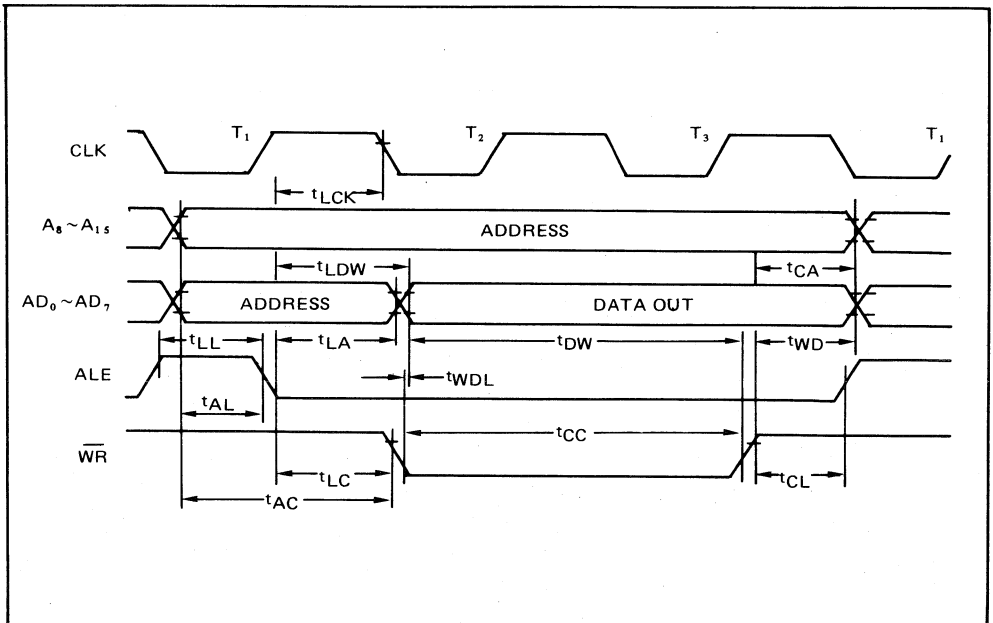 CLK T₁ T₂ T₃ T₁
tLCK
A₈~A₁₅ ADDRESS
tLDW tCA
AD₀~AD₇ ADDRESS DATA OUT
tLL tLA tDW tWD
ALE tWDL
tAL
tCC
WR
tLC tCL
tAC